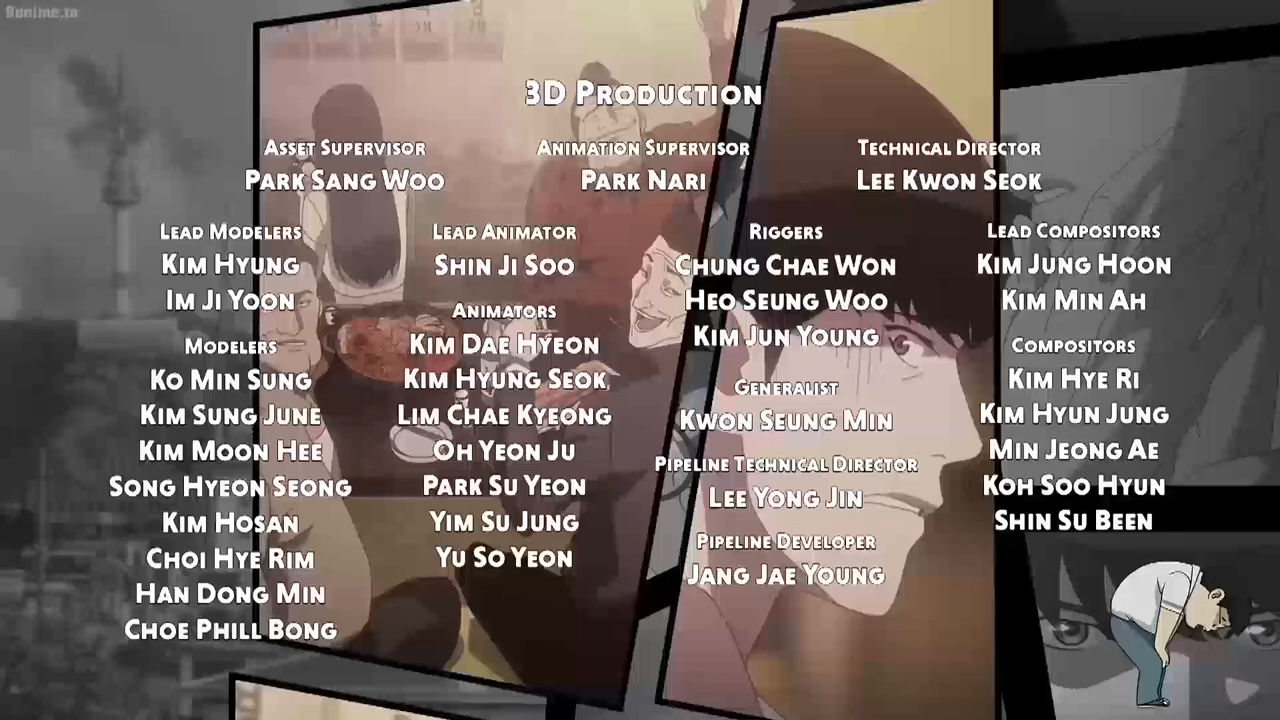 9anime.to
3D Production
Asset Supervisor
Park Sang Woo
Animation Supervisor
Park Nari
Technical Director
Lee Kwon Seok
Lead Modelers
Kim Hyung
Im Ji Yoon
Modelers
Ko Min Sung
Kim Sung June
Kim Moon Hee
Song Hyeon Seong
Kim Hosan
Choi Hye Rim
Han Dong Min
Choe Phill Bong
Lead Animator
Shin Ji Soo
Animators
Kim Dae Hyeon
Kim Hyung Seok
Lim Chae Kyeong
Oh Yeon Ju
Park Su Yeon
Yim Su Jung
Yu So Yeon
Riggers
Chung Chae Won
Heo Seung Woo
Kim Jun Young
Generalist
Kwon Seung Min
Pipeline Technical Director
Lee Yong Jin
Pipeline Developer
Jang Jae Young
Lead Compositors
Kim Jung Hoon
Kim Min Ah
Compositors
Kim Hye Ri
Kim Hyun Jung
Min Jeong Ae
Koh Soo Hyun
Shin Su Been